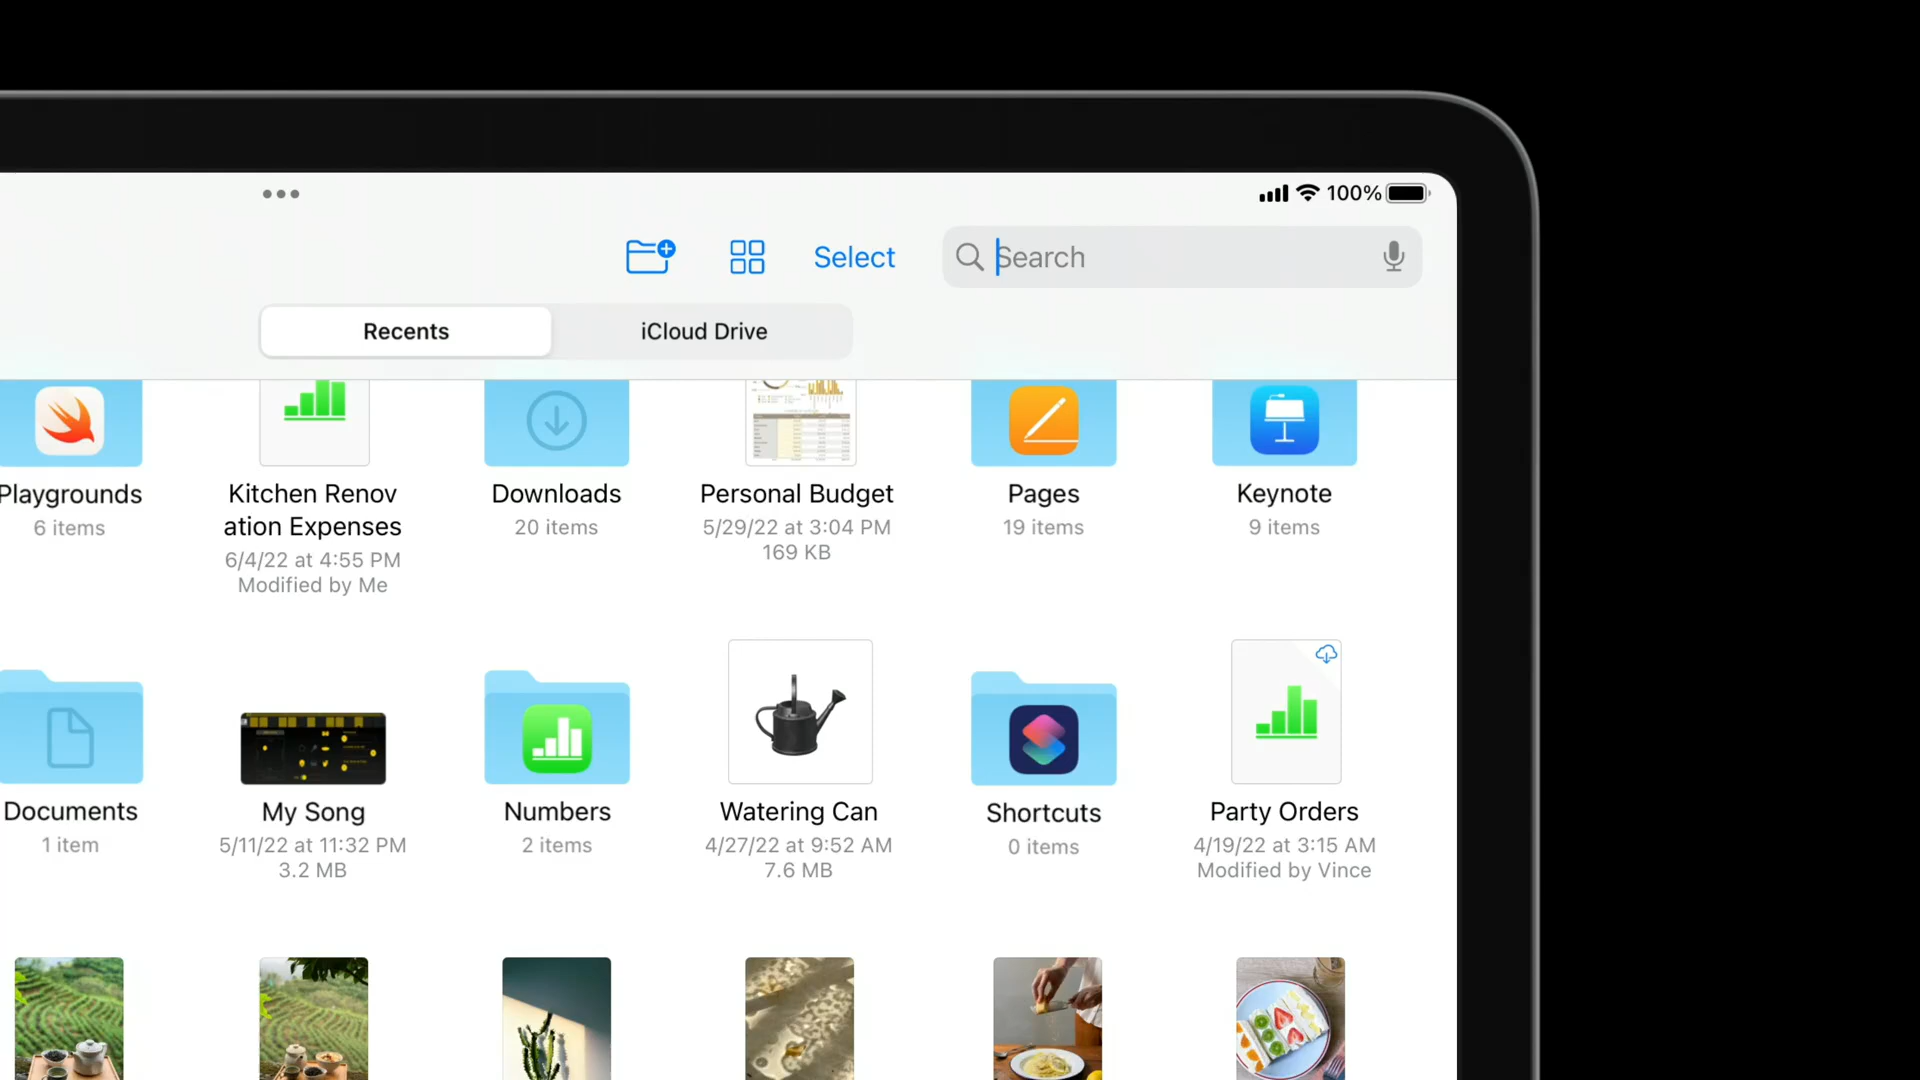 100%
Select
Search
Recents
iCloud Drive
Playgrounds
6 items
Kitchen Renov
ation Expenses
6/4/22 at 4:55 PM
Modified by Me
Downloads
20 items
Personal Budget
5/29/22 at 3:04 PM
169 KB
Pages
19 items
Keynote
9 items
Documents
1 item
My Song
5/11/22 at 11:32 PM
3.2 MB
Numbers
2 items
Watering Can
4/27/22 at 9:52 AM
7.6 MB
Shortcuts
0 items
Party Orders
4/19/22 at 3:15 AM
Modified by Vince